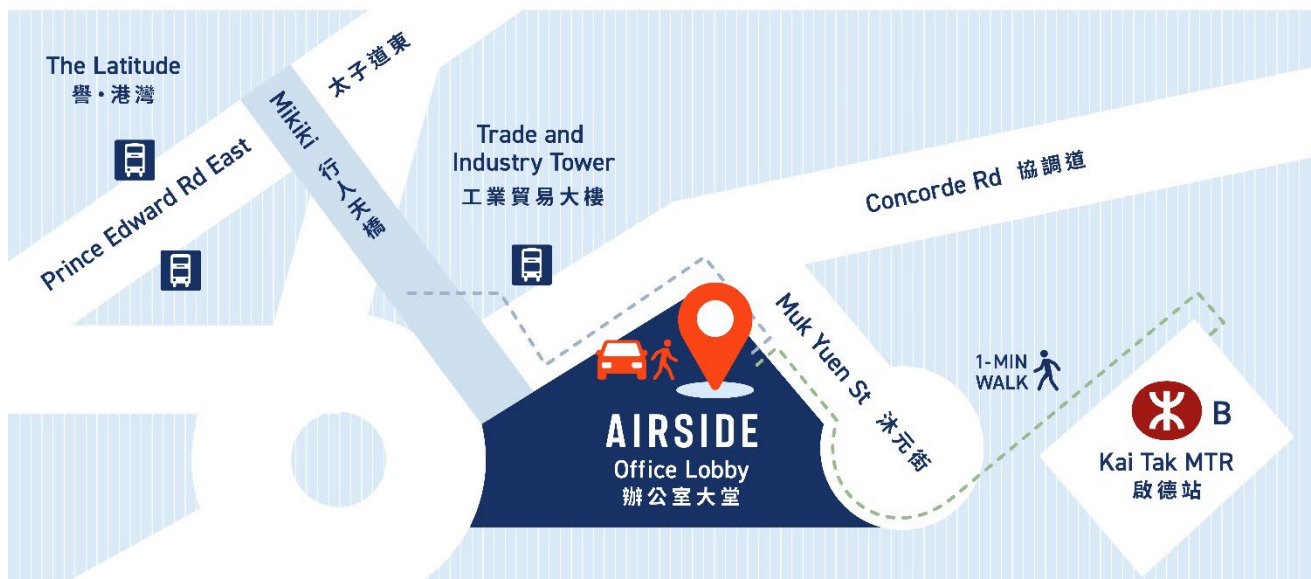 The Latitude
譽·港灣
太子道東
Prince Edward Rd East
Mikiki 行人天橋
Trade and
Industry Tower
工業貿易大樓
Concorde Rd 協調道
Muk Yuen St 沐元街
1-MIN
WALK
AIRSIDE
Office Lobby
辦公室大堂
B
Kai Tak MTR
啟德站